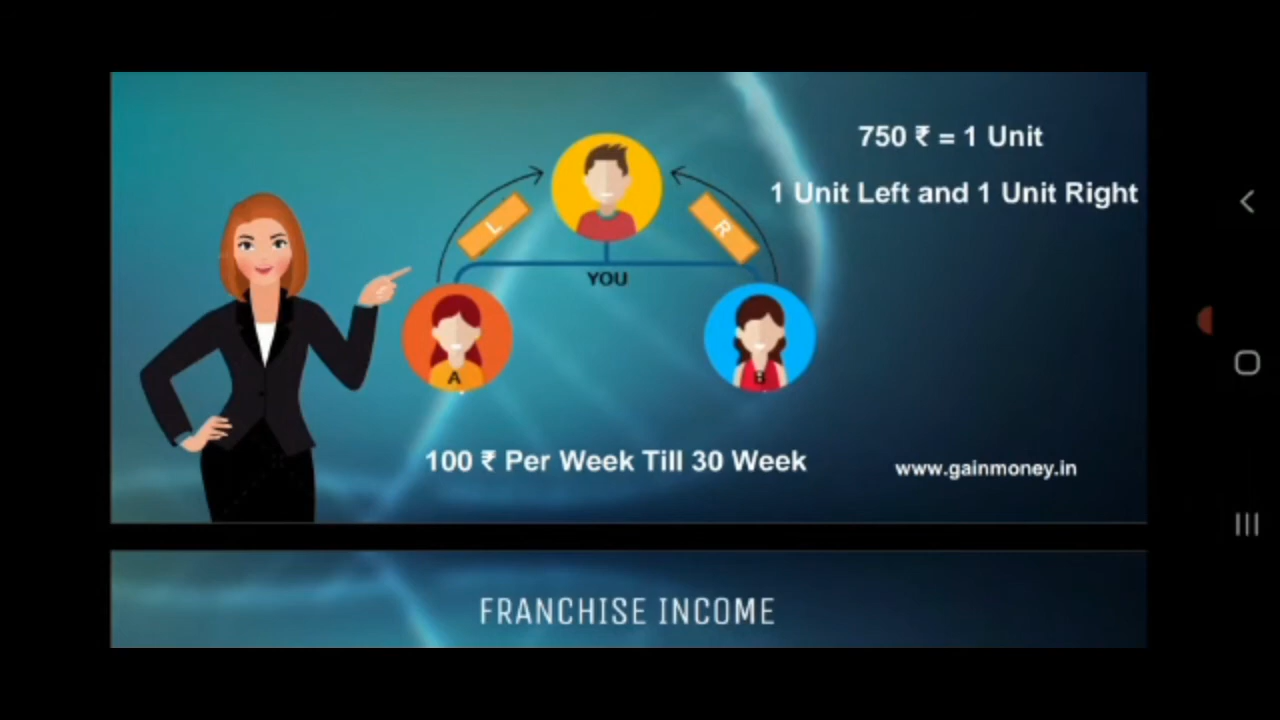 750 ₹ = 1 Unit
1 Unit Left and 1 Unit Right
L
R
YOU
A
B
100 ₹ Per Week Till 30 Week
www.gainmoney.in
FRANCHISE INCOME